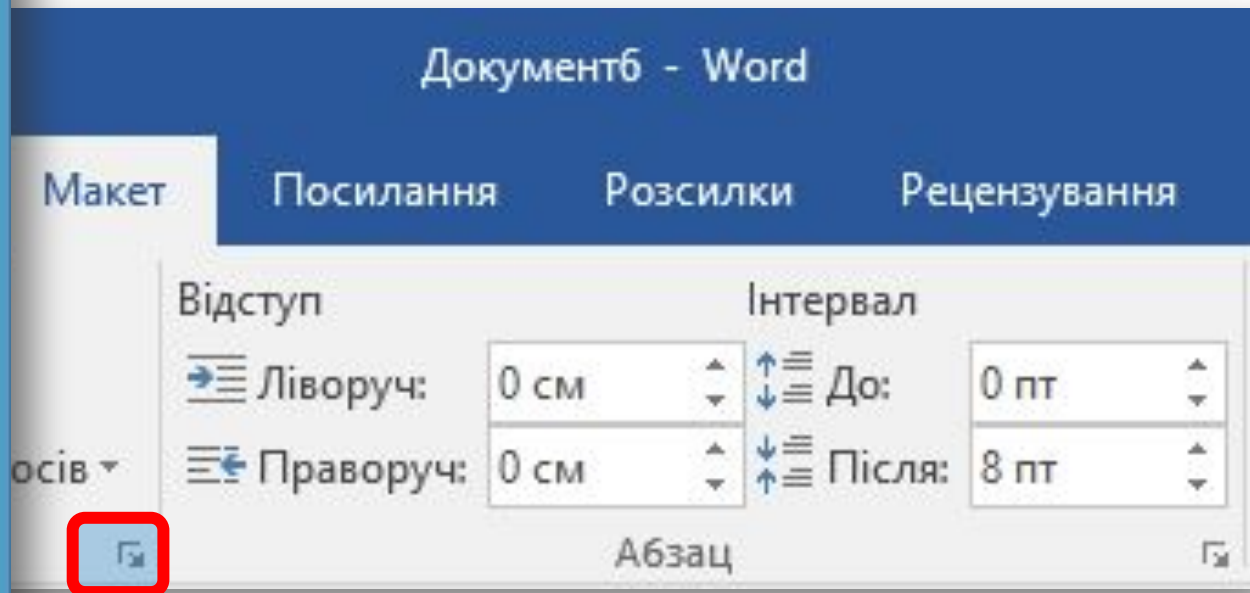 Документ6 - Word
Макет Посилання Розсилки Рецензування
Відступ Інтервал
Ліворуч: 0 см До: 0 пт
Праворуч: 0 см Після: 8 пт
Абзац